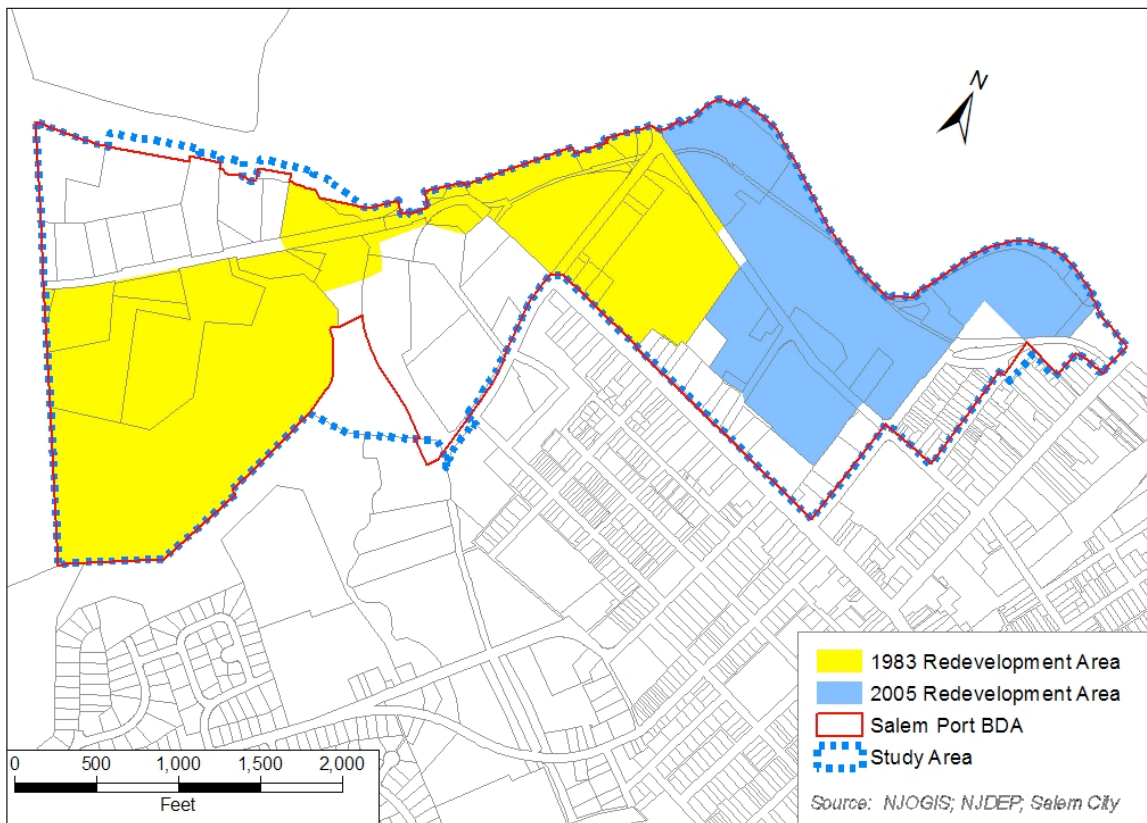 N
1983 Redevelopment Area
2005 Redevelopment Area
Salem Port BDA
Study Area
Source: NJOGIS; NJDEP; Salem City
0 500 1,000 1,500 2,000
Feet